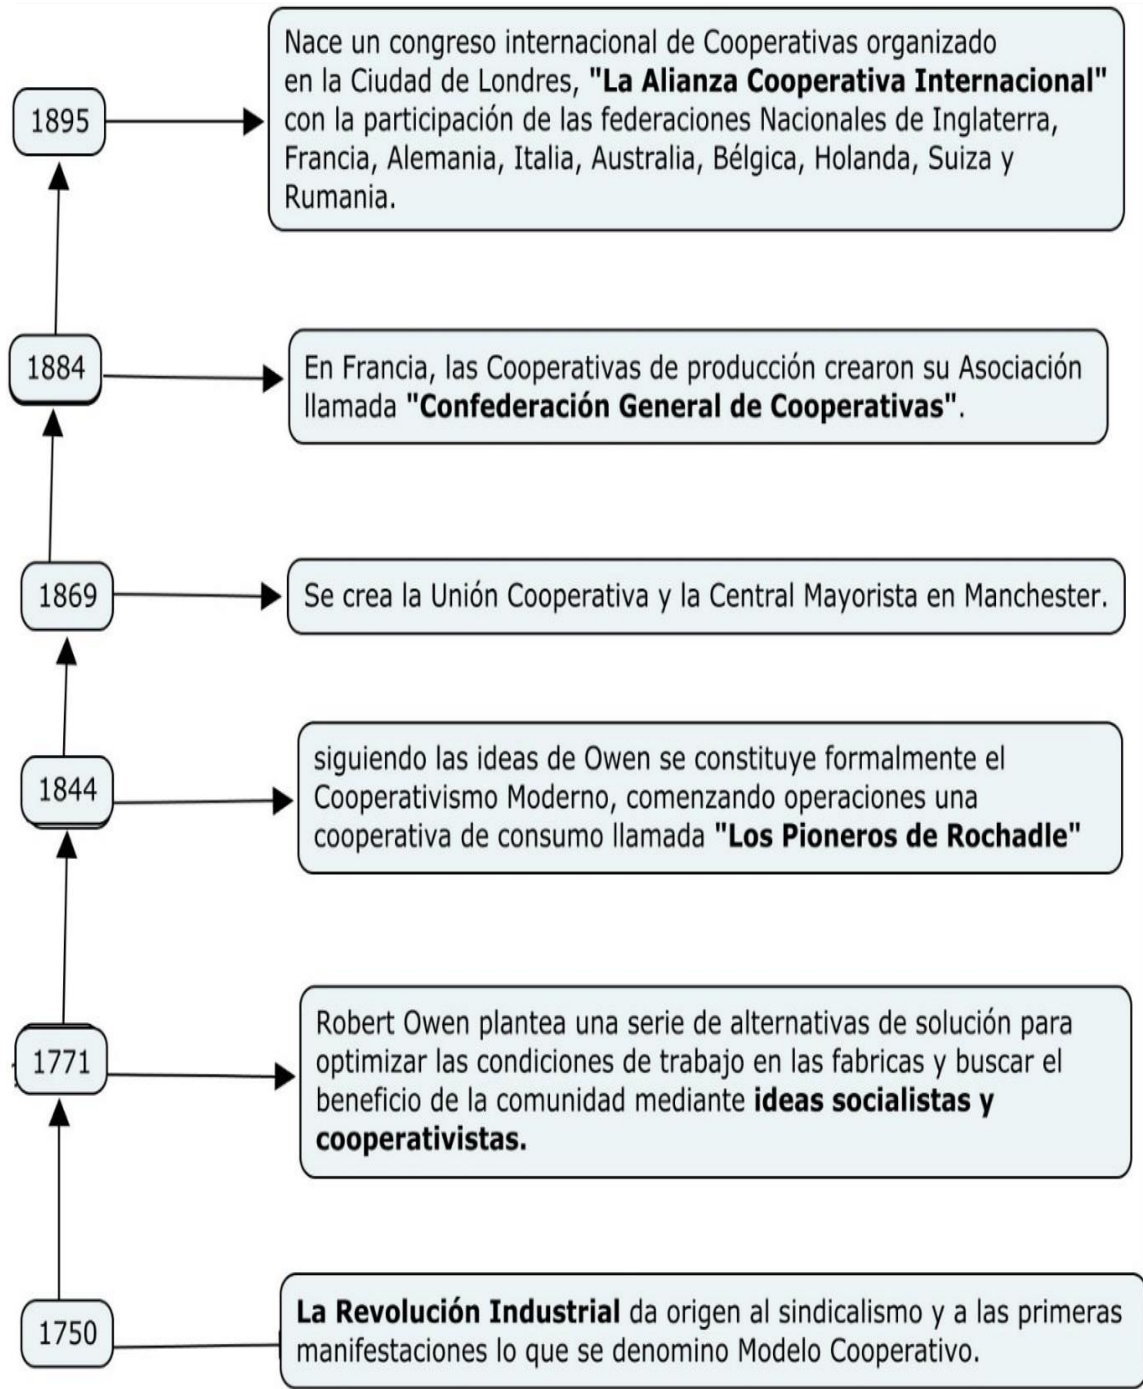 1895
Nace un congreso internacional de Cooperativas organizado
en la Ciudad de Londres, "La Alianza Cooperativa Internacional"
con la participación de las federaciones Nacionales de Inglaterra,
Francia, Alemania, Italia, Australia, Bélgica, Holanda, Suiza y
Rumania.
1884
En Francia, las Cooperativas de producción crearon su Asociación
llamada "Confederación General de Cooperativas".
1869
Se crea la Unión Cooperativa y la Central Mayorista en Manchester.
1844
siguiendo las ideas de Owen se constituye formalmente el
Cooperativismo Moderno, comenzando operaciones una
cooperativa de consumo llamada "Los Pioneros de Rochadle"
1771
Robert Owen plantea una serie de alternativas de solución para
optimizar las condiciones de trabajo en las fabricas y buscar el
beneficio de la comunidad mediante ideas socialistas y
cooperativistas.
1750
La Revolución Industrial da origen al sindicalismo y a las primeras
manifestaciones lo que se denomino Modelo Cooperativo.